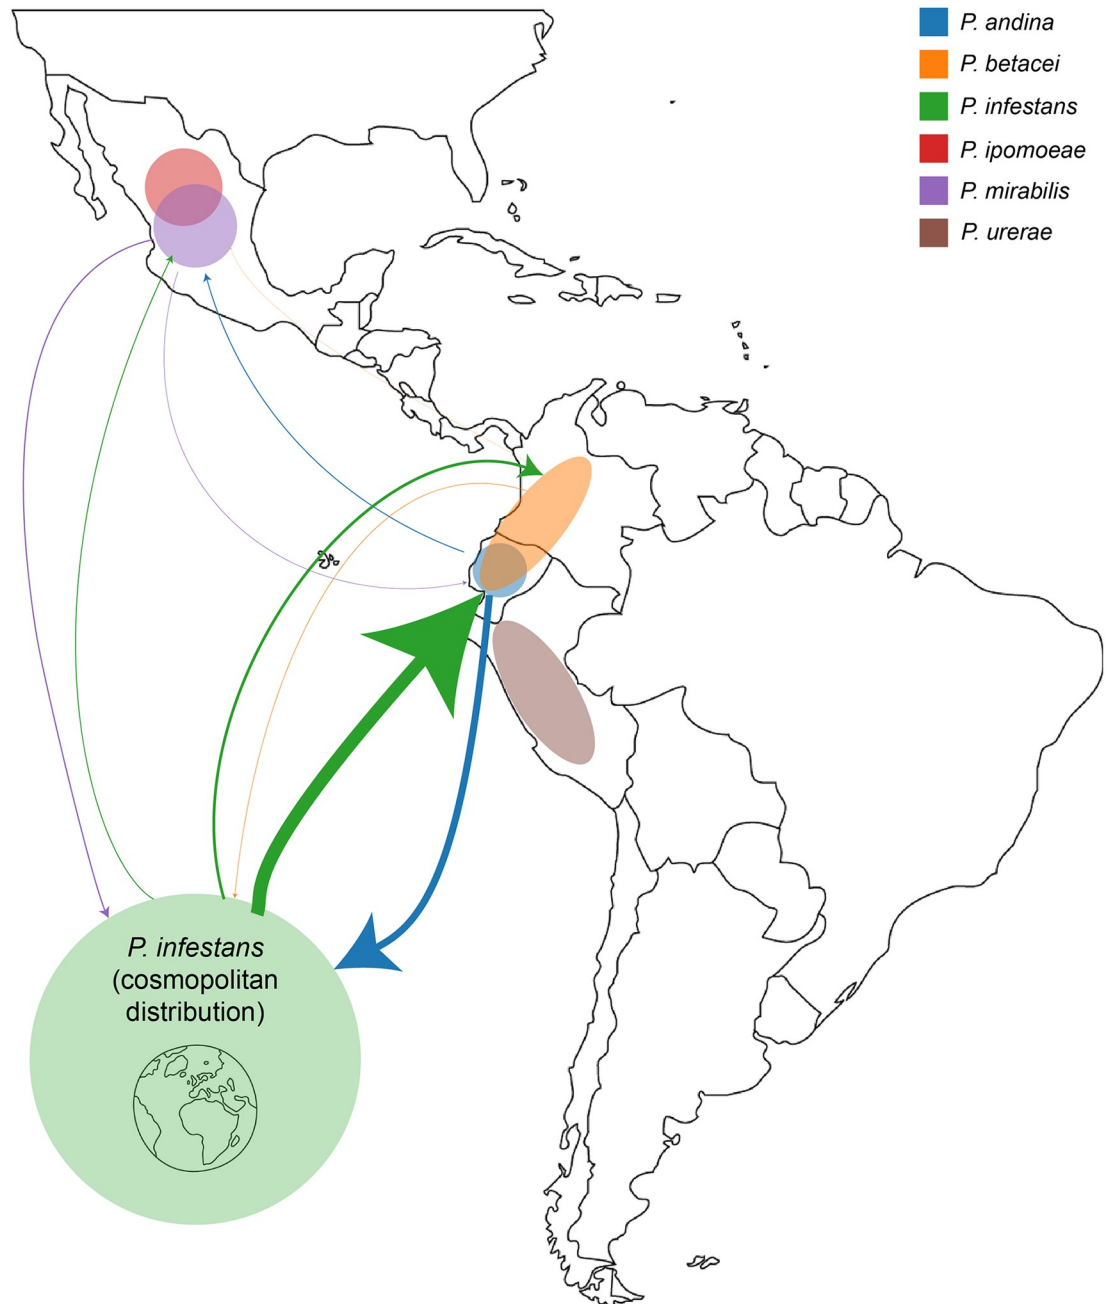 P. andina
P. betacei
P. infestans
P. ipomoeae
P. mirabilis
P. urerae
P. infestans
(cosmopolitan
distribution)